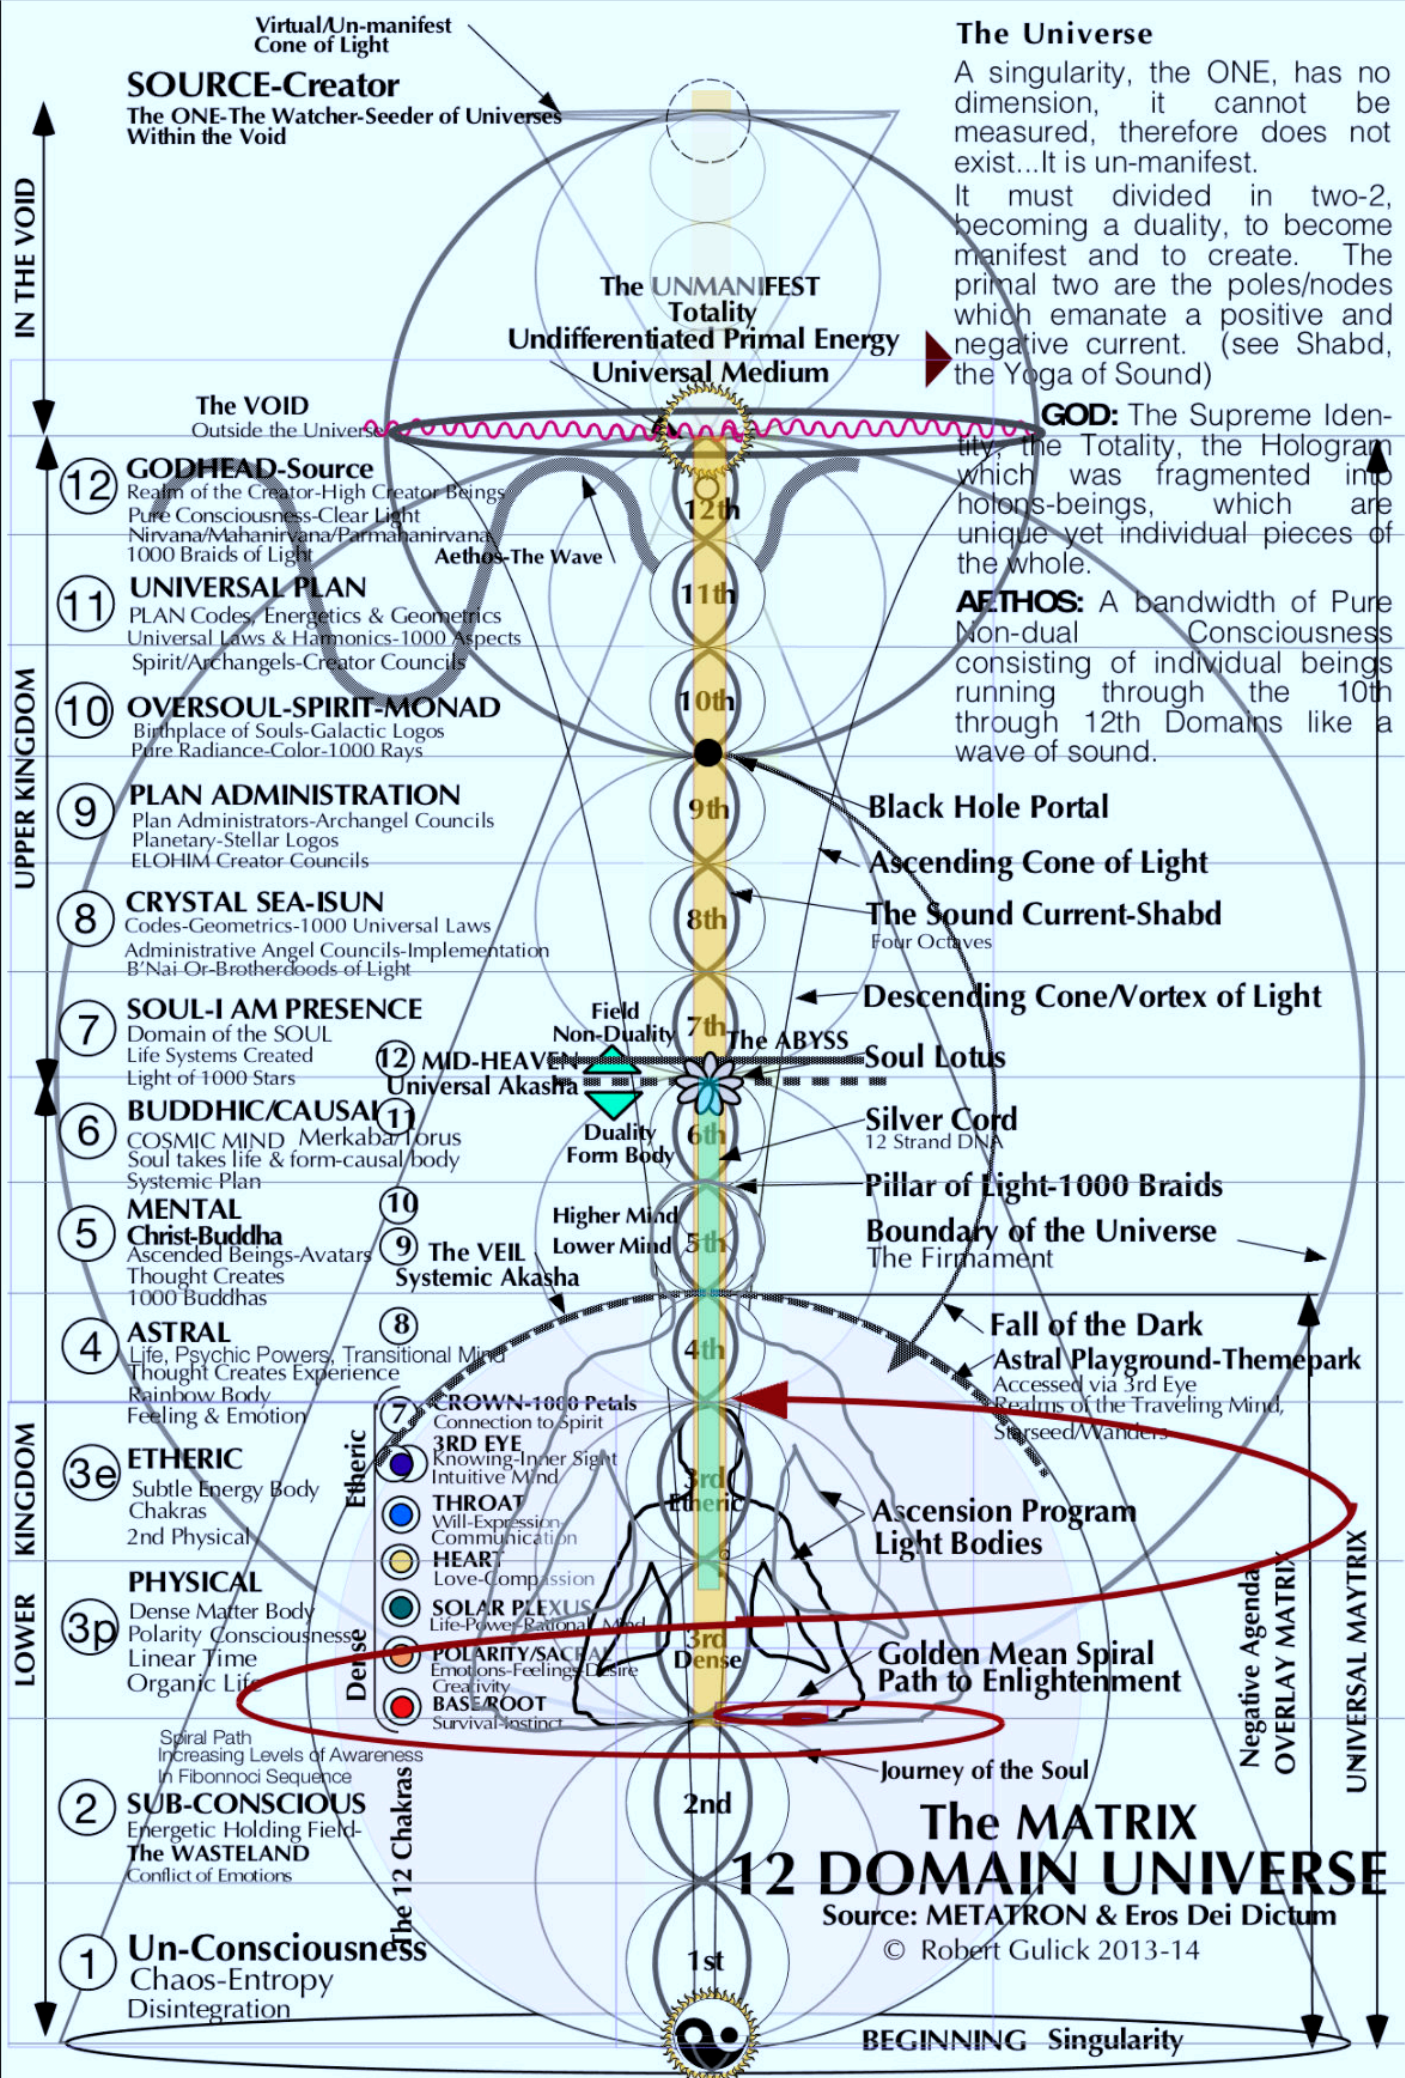 Virtual/Un-manifest
Cone of Light
SOURCE-Creator
The ONE-The Watcher-Seeder of Universes
Within the Void
IN THE VOID
The Universe
A singularity, the ONE, has no
dimension, it cannot be
measured, therefore does not
exist...It is un-manifest.
It must divided in two-2,
becoming a duality, to become
manifest and to create. The
primal two are the poles/nodes
which emanate a positive and
negative current. (see Shabd,
the Yoga of Sound)
GOD: The Supreme Iden-
tity, the Totality, the Hologram
which was fragmented into
holons-beings, which are
unique yet individual pieces of
the whole.
AETHOS: A bandwidth of Pure
Non-dual Consciousness
consisting of individual beings
running through the 10th
through 12th Domains like a
wave of sound.
The UNMANIFEST
Totality
Undifferentiated Primal Energy
Universal Medium
The VOID
Outside the Universe
UPPER KINGDOM
12 GODHEAD-Source
Realm of the Creator-High Creator Beings
Pure Consciousness-Clear Light
Nirvana/Mahanirvana/Parmahanirvana
1000 Braids of Light
Aethos-The Wave
12th
11 UNIVERSAL PLAN
PLAN Codes, Energetics & Geometrics
Universal Laws & Harmonics-1000 Aspects
Spirit/Archangels-Creator Councils
11th
10 OVERSOUL-SPIRIT-MONAD
Birthplace of Souls-Galactic Logos
Pure Radiance-Color-1000 Rays
10th
9 PLAN ADMINISTRATION
Plan Administrators-Archangel Councils
Planetary-Stellar Logos
ELOHIM Creator Councils
9th
Black Hole Portal
Ascending Cone of Light
8 CRYSTAL SEA-ISUN
Codes-Geometrics-1000 Universal Laws
Administrative Angel Councils-Implementation
B'Nai Or-Brotherdoods of Light
8th
The Sound Current-Shabd
Four Octaves
Descending Cone/Vortex of Light
7 SOUL-I AM PRESENCE
Domain of the SOUL
Life Systems Created
Light of 1000 Stars
Field
Non-Duality
7th
The ABYSS
Soul Lotus
12 MID-HEAVEN
Universal Akasha
6 BUDDHIC/CAUSAL
11
COSMIC MIND Merkaba/Torus
Soul takes life & form-causal body
Systemic Plan
Duality
Form Body
6th
Silver Cord
12 Strand DNA
Pillar of Light-1000 Braids
5 MENTAL
Christ-Buddha
Ascended Beings-Avatars
Thought Creates
1000 Buddhas
10
9 The VEIL
Systemic Akasha
Higher Mind
Lower Mind
5th
Boundary of the Universe
The Firmament
4 ASTRAL
Life, Psychic Powers, Transitional Mind
Thought Creates Experience
Rainbow Body
Feeling & Emotion
8
4th
Fall of the Dark
Astral Playground-Themepark
Accessed via 3rd Eye
Realms of the Traveling Mind,
Starseed/Wanders
LOWER KINGDOM
3e ETHERIC
Subtle Energy Body
Chakras
2nd Physical
Etheric
7 CROWN-1000 Petals
Connection to Spirit
3RD EYE
Knowing-Inner Sight
Intuitive Mind
THROAT
Will-Expression-
Communication
HEART
Love-Compassion
SOLAR PLEXUS
Life-Power-Rational Mind
POLARITY/SACRAL
Emotions-Feelings-Desire
Creativity
BASE/ROOT
Survival-Instinct
Dense
The 12 Chakras
3rd
Etheric
Ascension Program
Light Bodies
3p PHYSICAL
Dense Matter Body
Polarity Consciousness
Linear Time
Organic Life
3rd
Dense
Golden Mean Spiral
Path to Enlightenment
Spiral Path
Increasing Levels of Awareness
In Fibonnoci Sequence
Journey of the Soul
Negative Agenda
OVERLAY MATRIX
UNIVERSAL MAYTRIX
2 SUB-CONSCIOUS
Energetic Holding Field-
The WASTELAND
Conflict of Emotions
2nd
The MATRIX
12 DOMAIN UNIVERSE
Source: METATRON & Eros Dei Dictum
© Robert Gulick 2013-14
1 Un-Consciousness
Chaos-Entropy
Disintegration
1st
BEGINNING Singularity